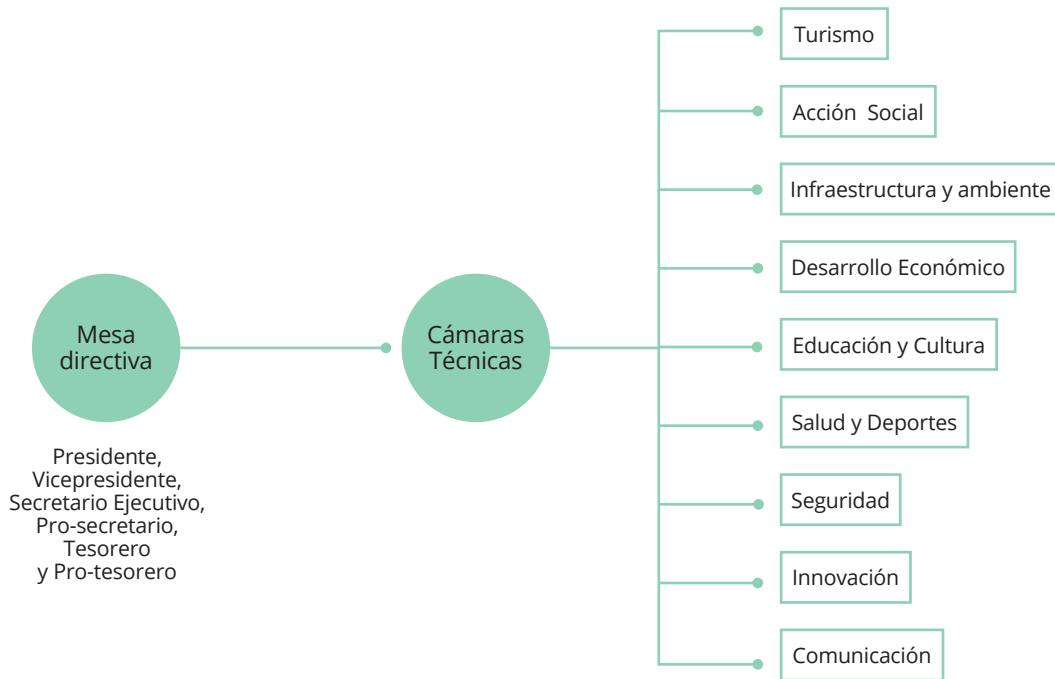 Mesa
directiva
Presidente,
Vicepresidente,
Secretario Ejecutivo,
Pro-secretario,
Tesorero
y Pro-tesorero
Cámaras
Técnicas
Turismo
Acción Social
Infraestructura y ambiente
Desarrollo Económico
Educación y Cultura
Salud y Deportes
Seguridad
Innovación
Comunicación